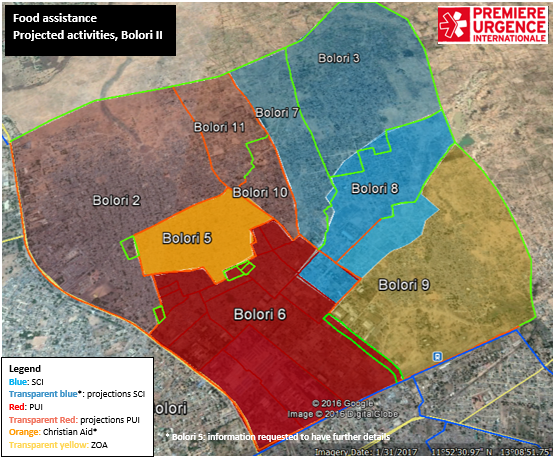 Food assistance
Projected activities, Bolori II
PREMIERE
URGENCE
INTERNATIONALE
Bolori 3
Bolori 7
Bolori 11
Bolori 8
Bolori 10
Bolori 2
Bolori 5
Bolori 9
Bolori 6
Legend
Blue: SCI
Transparent blue*: projections SCI
Red: PUI
Transparent Red: projections PUI
Orange: Christian Aid*
Transparent yellow: ZOA
olori
© 2016 Google
Image © 2016 DigitalGlobe
* Bolori 5: information requested to have further details
Imagery Date: 1/31/2017 11°52'30.97" N 13°08'51.75